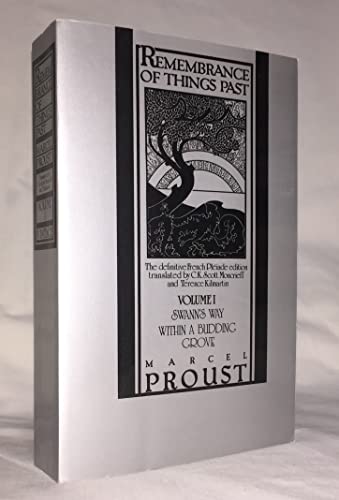 REMEMBRANCE
OF THINGS PAST
The definitive French Pléiade edition
translated by C.K. Scott Moncrieff
and Terence Kilmartin
VOLUME I
SWANN'S WAY
WITHIN A BUDDING
GROVE
MARCEL
PROUST